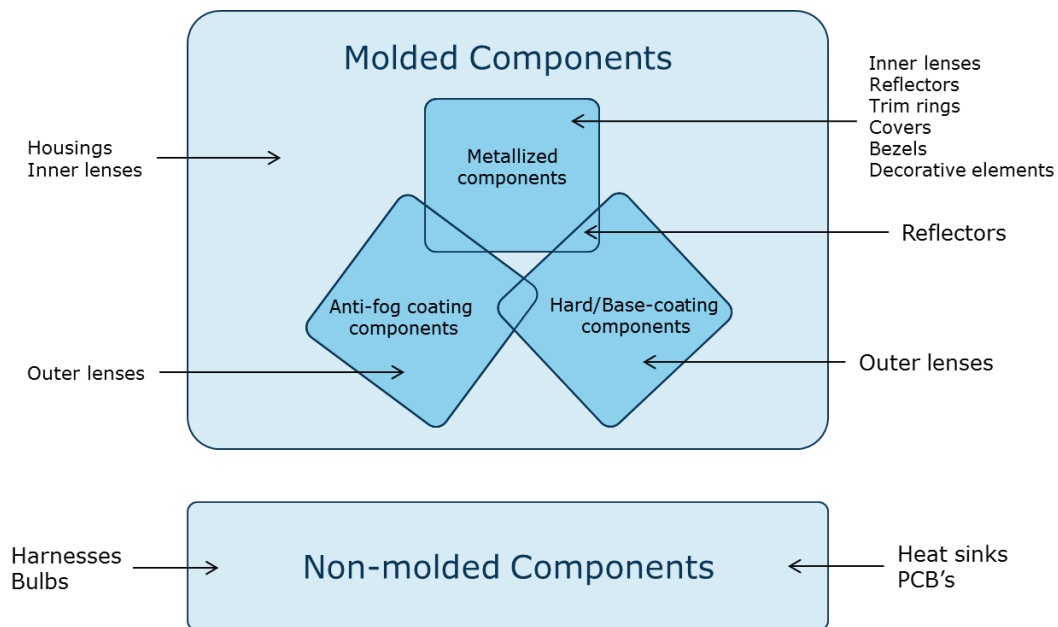 Molded Components
Inner lenses
Reflectors
Trim rings
Covers
Bezels
Decorative elements
Housings
Inner lenses
Metallized
components
Reflectors
Anti-fog coating
components
Hard/Base-coating
components
Outer lenses
Outer lenses
Harnesses
Bulbs
Non-molded Components
Heat sinks
PCB’s